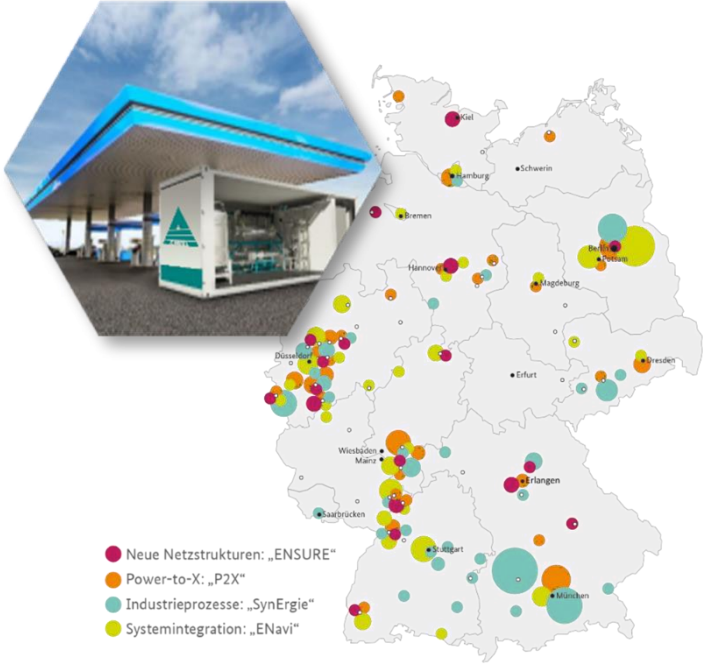 Kiel
Hamburg
Schwerin
Bremen
Berlin
Potsdam
Hannover
Magdeburg
Düsseldorf
Dresden
Erfurt
Wiesbaden
Mainz
Erlangen
Saarbrücken
Stuttgart
München
Neue Netzstrukturen: „ENSURE“
Power-to-X: „P2X“
Industrieprozesse: „SynErgie“
Systemintegration: „ENavi“